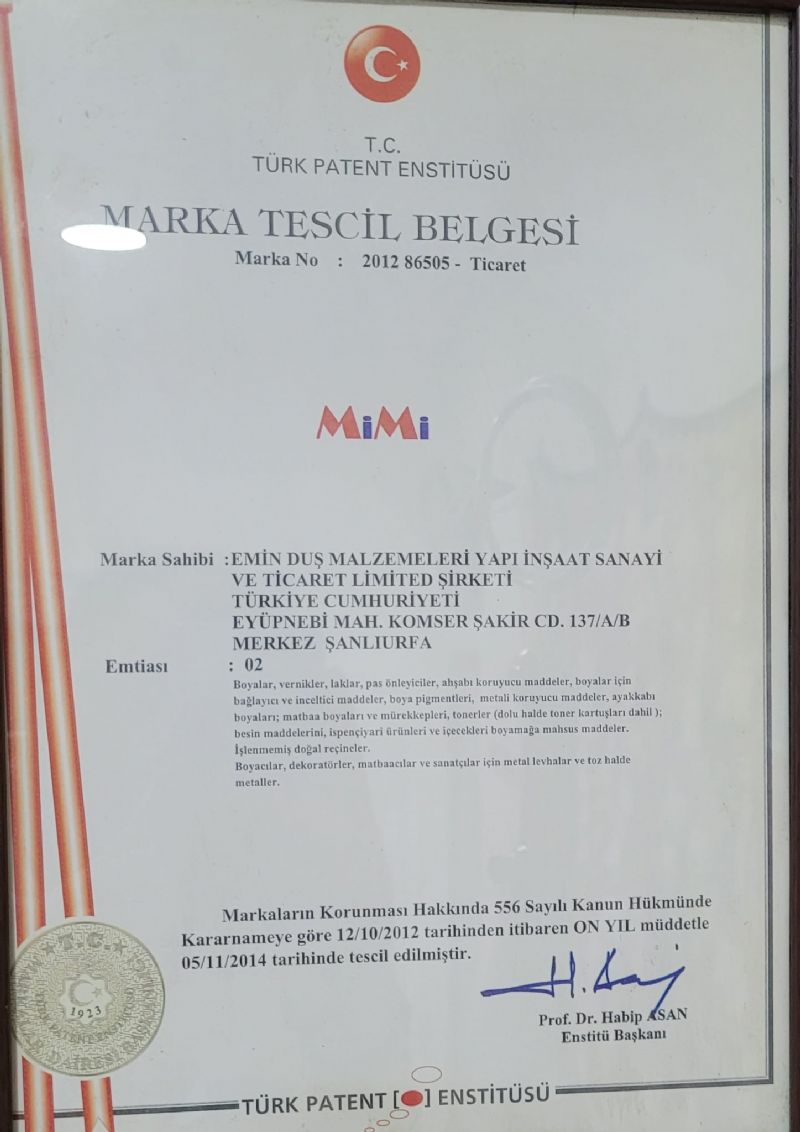 T.C.
TÜRK PATENT ENSTİTÜSÜ
MARKA TESCİL BELGESİ
Marka No : 2012 86505 - Ticaret
MiMi
Marka Sahibi :EMİN DUŞ MALZEMELERİ YAPI İNŞAAT SANAYİ
VE TİCARET LİMİTED ŞİRKETİ
TÜRKİYE CUMHURİYETİ
EYÜPNEBİ MAH. KOMSER ŞAKİR CD. 137/A/B
MERKEZ ŞANLIURFA
Emtiası : 02
Boyalar, vernikler, laklar, pas önleyiciler, ahşabı koruyucu maddeler, boyalar için
bağlayıcı ve inceltici maddeler, boya pigmentleri, metali koruyucu maddeler, ayakkabı
boyaları; matbaa boyaları ve mürekkepleri, tonerler (dolu halde toner kartuşları dahil );
besin maddelerini, ispençiyari ürünleri ve içecekleri boyamağa mahsus maddeler.
İşlenmemiş doğal reçineler.
Boyacılar, dekoratörler, matbaacılar ve sanatçılar için metal levhalar ve toz halde
metaller.
Markaların Korunması Hakkında 556 Sayılı Kanun Hükmünde
Kararnameye göre 12/10/2012 tarihinden itibaren ON YIL müddetle
05/11/2014 tarihinde tescil edilmiştir.
H. Asan
Prof. Dr. Habip ASAN
Enstitü Başkanı
T.C.
1923
TÜRK PATENT [ ] ENSTİTÜSÜ